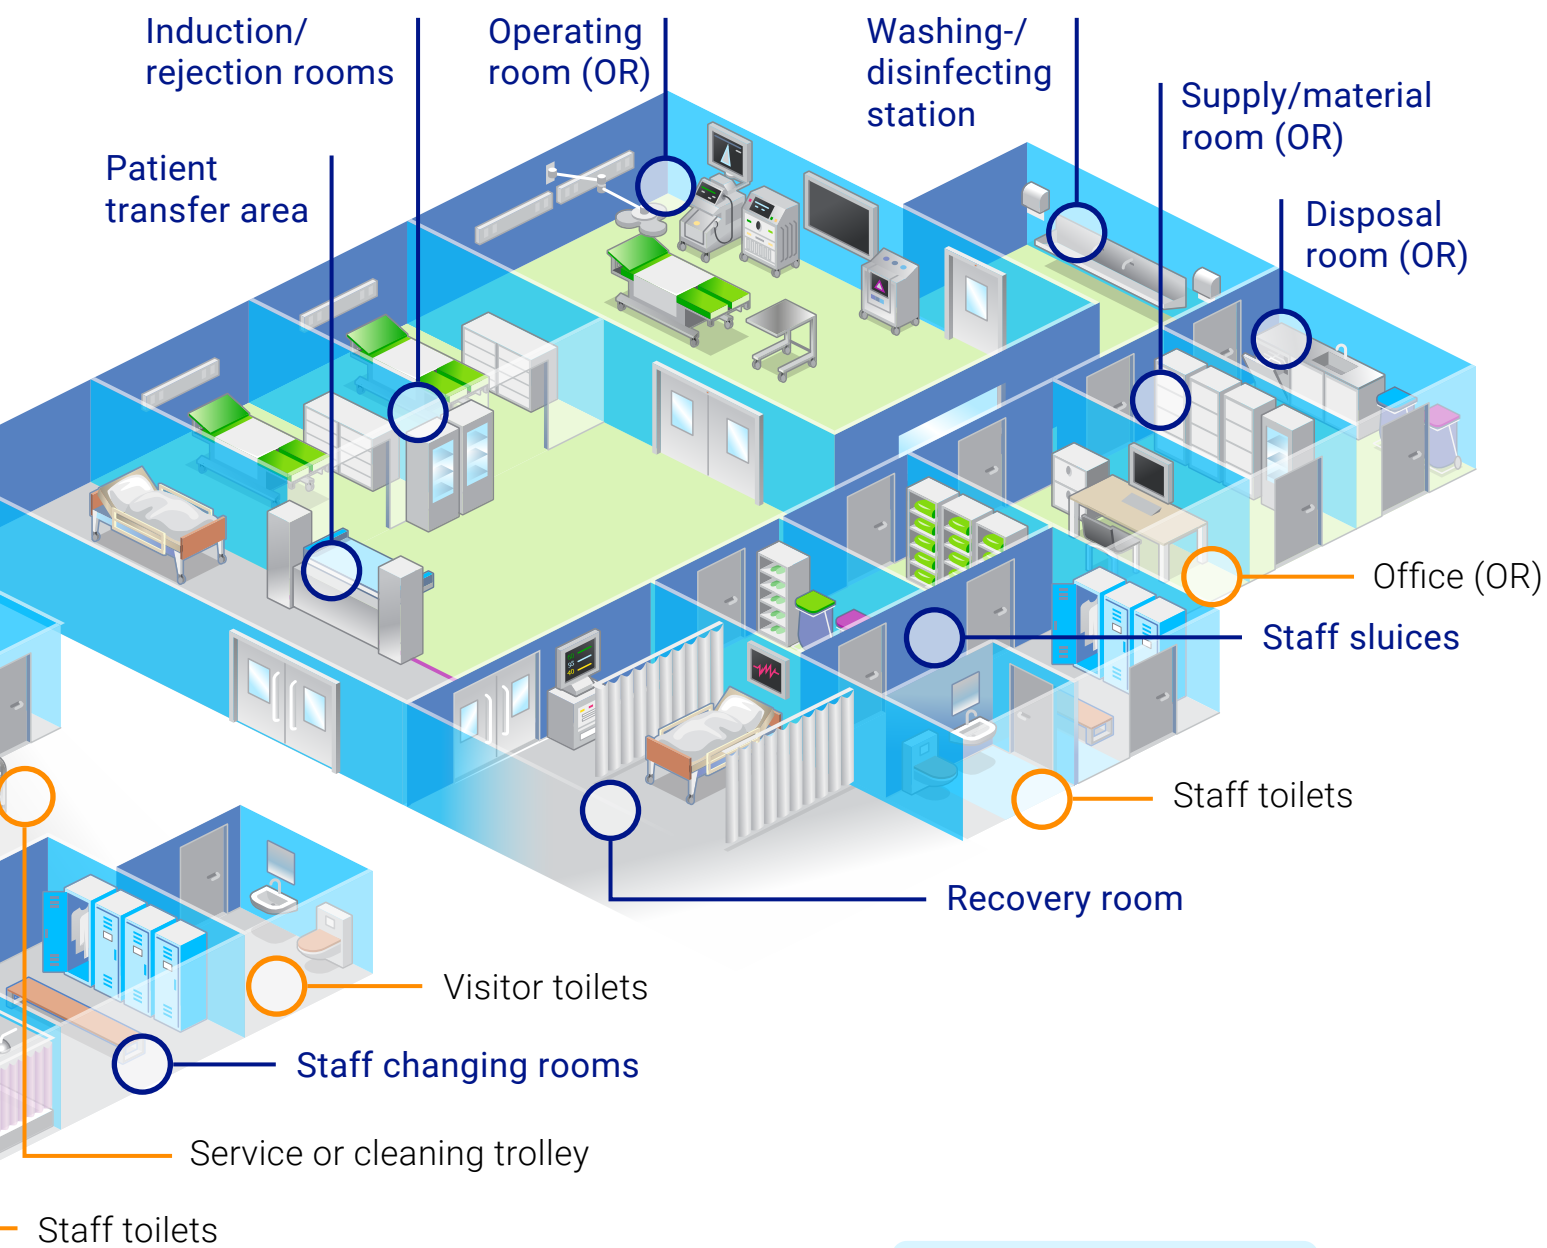 Induction/
rejection rooms
Operating
room (OR)
Washing-/
disinfecting
station
Supply/material
room (OR)
Patient
transfer area
Disposal
room (OR)
Office (OR)
Staff sluices
Staff toilets
Recovery room
Visitor toilets
Staff changing rooms
Service or cleaning trolley
Staff toilets